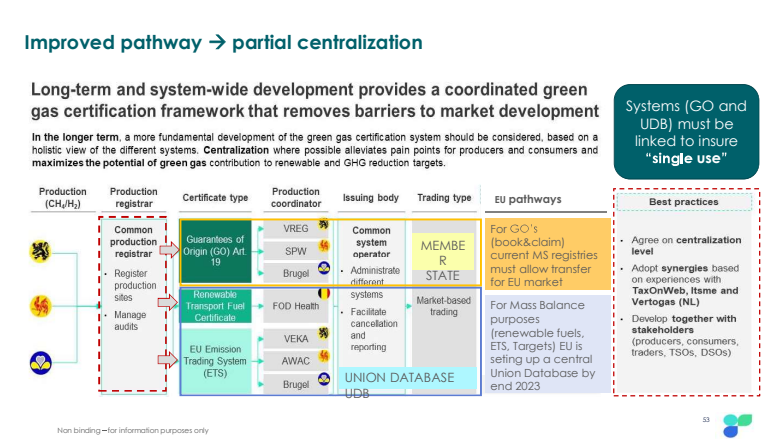 Improved pathway → partial centralization
Long-term and system-wide development provides a coordinated green
gas certification framework that removes barriers to market development
In the longer term, a more fundamental development of the green gas certification system should be considered, based on a
holistic view of the different systems. Centralization where possible alleviates pain points for producers and consumers and
maximizes the potential of green gas contribution to renewable and GHG reduction targets.
Systems (GO and
UDB) must be
linked to insure
“single use”
Production
(CH₄/H₂)
Production
registrar
Certificate type
Production
coordinator
Issuing body
Trading type
EU pathways
Common
production
registrar
• Register
production
sites
• Manage
audits
Guarantees of
Origin (GO) Art.
19
Renewable
Transport Fuel
Certificate
EU Emission
Trading System
(ETS)
VREG
SPW
Brugel
FOD Health
VEKA
AWAC
Brugel
Common
system
operator
• Administrate
different
systems
• Facilitate
cancellation
and
reporting
MEMBE
R
STATE
Market-based
trading
UNION DATABASE
UDB
For GO’s
(book&claim)
current MS registries
must allow transfer
for EU market
For Mass Balance
purposes
(renewable fuels,
ETS, Targets) EU is
setting up a central
Union Database by
end 2023
Best practices
• Agree on centralization
level
• Adopt synergies based
on experiences with
TaxOnWeb, Itsme and
Vertogas (NL)
• Develop together with
stakeholders
(producers, consumers,
traders, TSOs, DSOs)
Non binding – for information purposes only
53